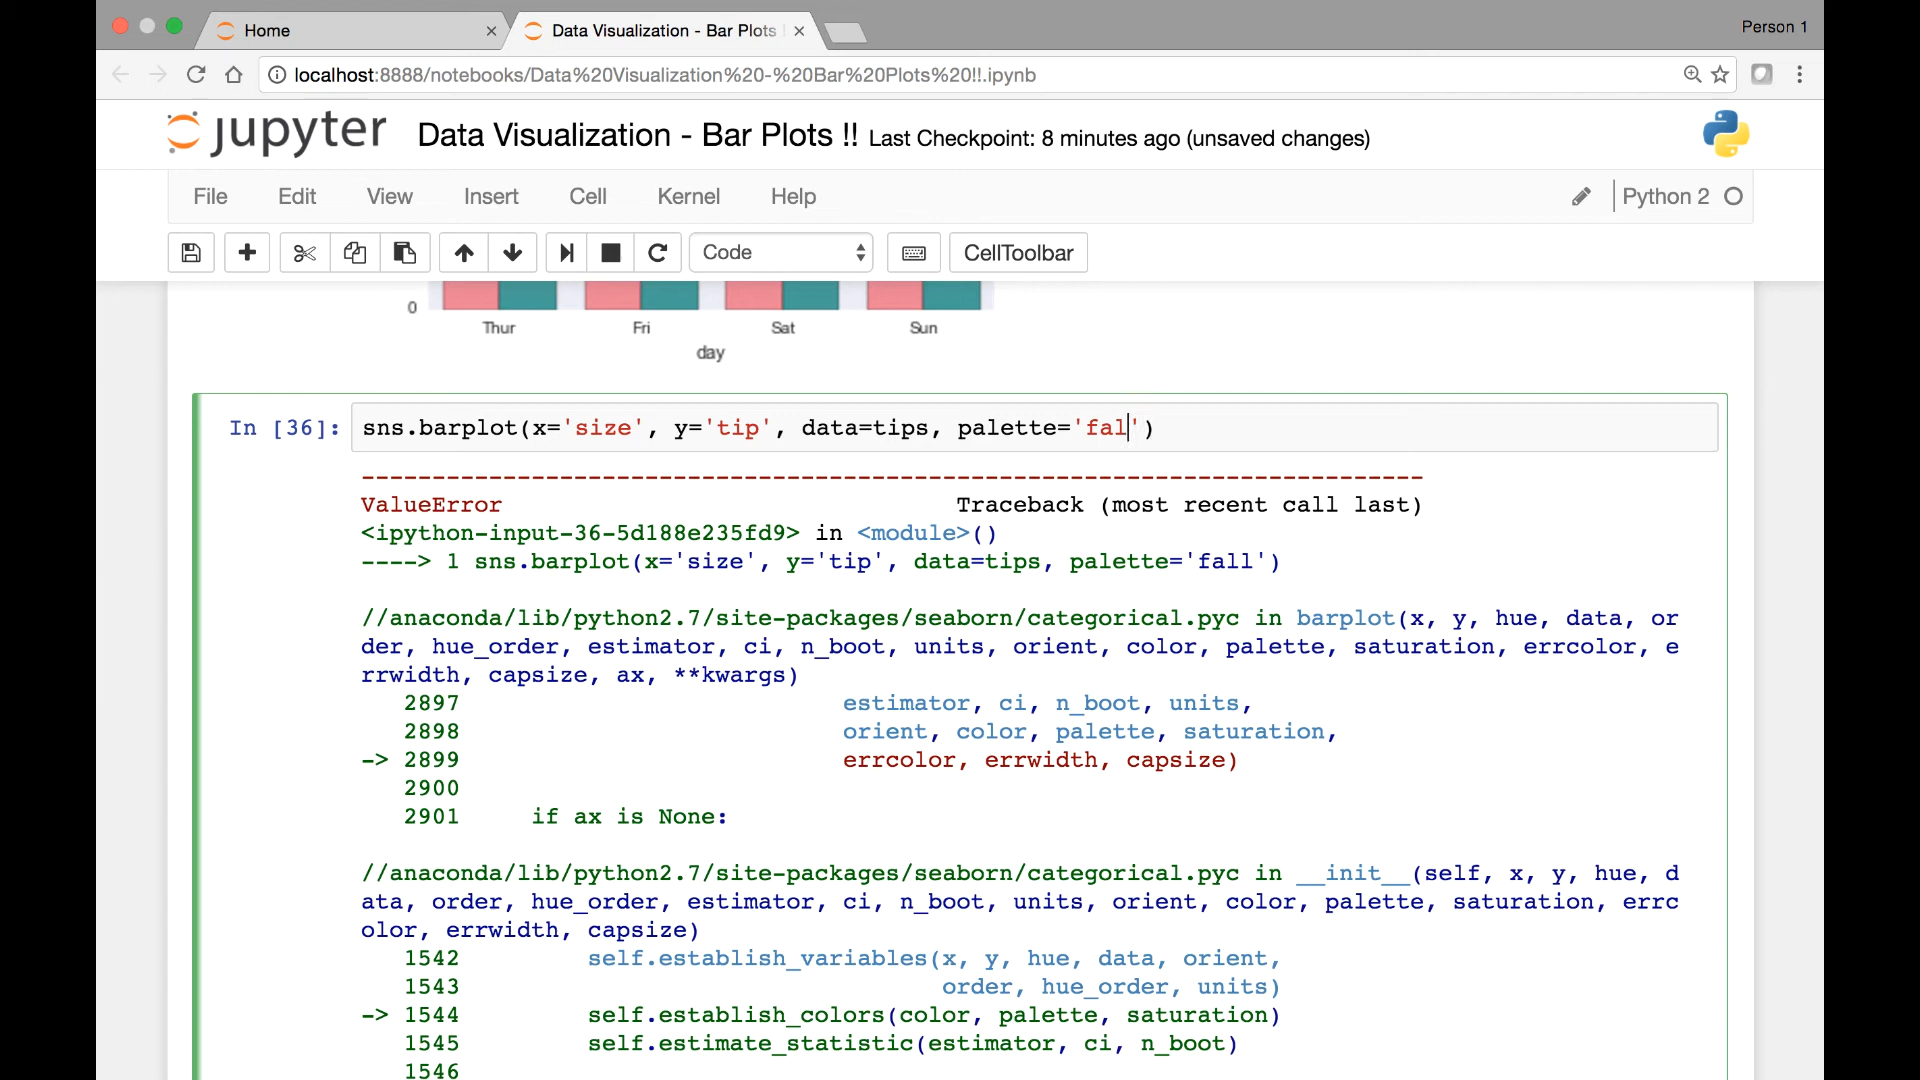 Home
Data Visualization - Bar Plots
Person 1
localhost:8888/notebooks/Data%20Visualization%20-%20Bar%20Plots%20!!.ipynb
jupyter Data Visualization - Bar Plots !! Last Checkpoint: 8 minutes ago (unsaved changes)
File Edit View Insert Cell Kernel Help Python 2
Code CellToolbar
0
Thur Fri Sat Sun
day
In [36]: sns.barplot(x='size', y='tip', data=tips, palette='fal')
---------------------------------------------------------------------------
ValueError Traceback (most recent call last)
<ipython-input-36-5d188e235fd9> in <module>()
----> 1 sns.barplot(x='size', y='tip', data=tips, palette='fall')
//anaconda/lib/python2.7/site-packages/seaborn/categorical.pyc in barplot(x, y, hue, data, or
der, hue_order, estimator, ci, n_boot, units, orient, color, palette, saturation, errcolor, e
rrwidth, capsize, ax, **kwargs)
2897 estimator, ci, n_boot, units,
2898 orient, color, palette, saturation,
-> 2899 errcolor, errwidth, capsize)
2900
2901 if ax is None:
//anaconda/lib/python2.7/site-packages/seaborn/categorical.pyc in __init__(self, x, y, hue, d
ata, order, hue_order, estimator, ci, n_boot, units, orient, color, palette, saturation, errc
olor, errwidth, capsize)
1542 self.establish_variables(x, y, hue, data, orient,
1543 order, hue_order, units)
-> 1544 self.establish_colors(color, palette, saturation)
1545 self.estimate_statistic(estimator, ci, n_boot)
1546